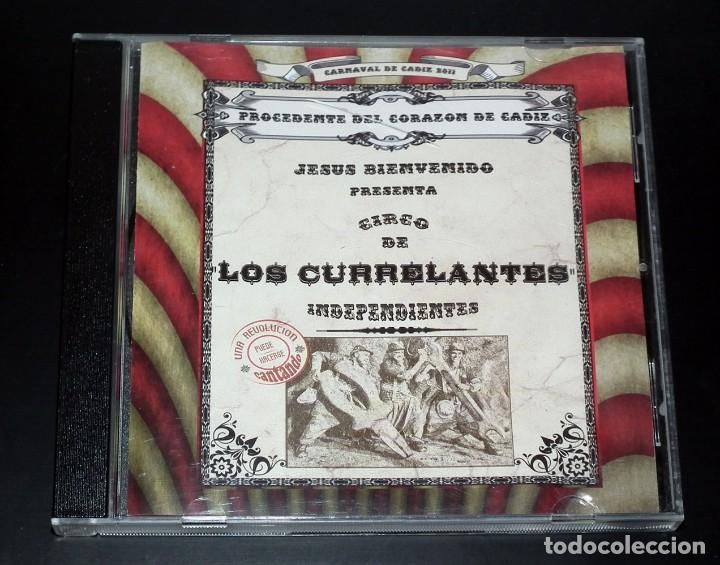 CARNAVAL DE CADIZ 2011
PROCEDENTE DEL CORAZON DE CADIZ
JESUS BIENVENIDO
PRESENTA
CIRCO
DE
"LOS CURRELANTES"
INDEPENDIENTES
UNA REVOLUCION
PUEDE
HACERSE
cantando
todocoleccion.net